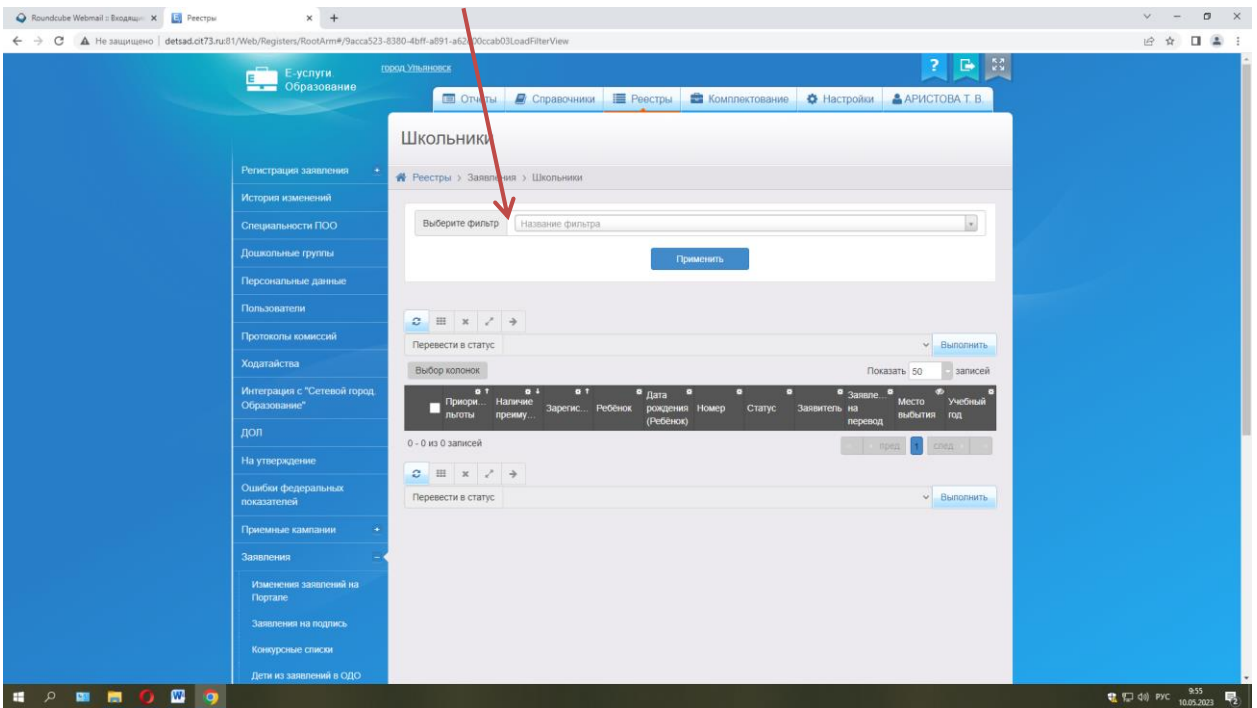 Roundcube Webmail :: Входящие
Реестры
Не защищено | detsad.cit73.ru:81/Web/Registers/RootArm#/9acca523-8380-4bff-a891-a62 00ccab03LoadFilterView
Е-услуги
Образование
город Ульяновск
Отчеты
Справочники
Реестры
Комплектование
Настройки
АРИСТОВА Т. В.
Школьники
Реестры > Заявления > Школьники
Регистрация заявления
История изменений
Специальности ПОО
Дошкольные группы
Персональные данные
Пользователи
Протоколы комиссий
Ходатайства
Интеграция с "Сетевой город.
Образование"
ДОЛ
На утверждение
Ошибки федеральных
показателей
Приемные кампании
Заявления
Изменения заявлений на
Портале
Заявления на подпись
Конкурсные списки
Дети из заявлений в ОДО
Выберите фильтр
Название фильтра
Применить
Перевести в статус
Выполнить
Выбор колонок
Показать 50 записей
Приори... льготы
Наличие преиму...
Зарегис...
Ребёнок
Дата рождения (Ребёнок)
Номер
Статус
Заявитель
Заявле... на перевод
Место выбытия
Учебный год
0 - 0 из 0 записей
пред
1
след
Перевести в статус
Выполнить
РУС
9:55
10.05.2023